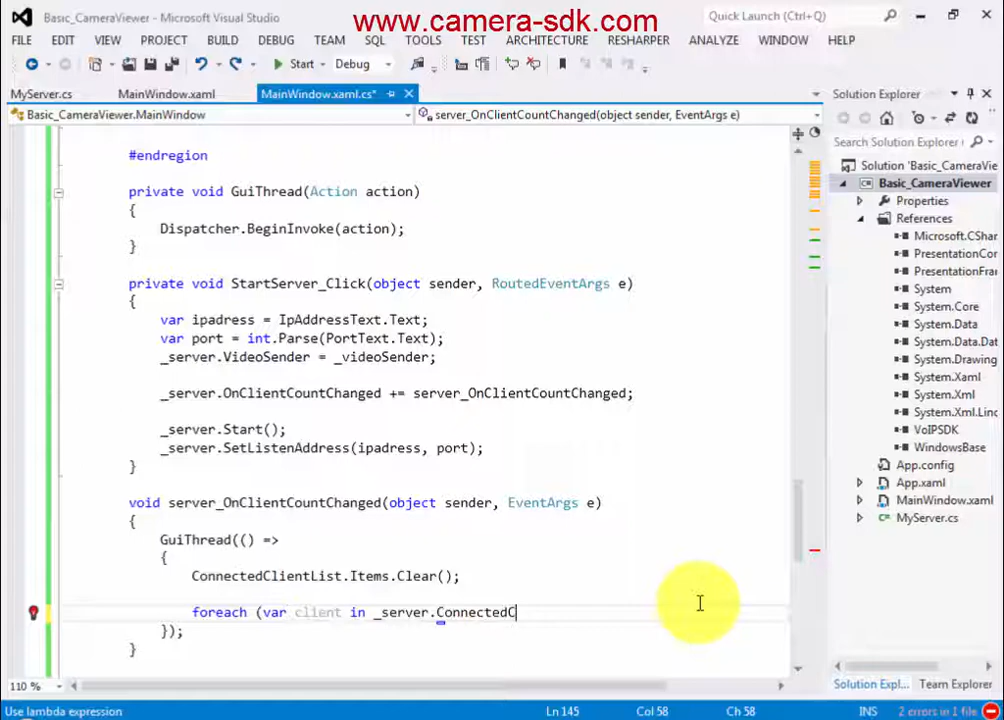 Basic_CameraViewer - Microsoft Visual Studio
www.camera-sdk.com
Quick Launch (Ctrl+Q)
FILE EDIT VIEW PROJECT BUILD DEBUG TEAM SQL TOOLS TEST ARCHITECTURE RESHARPER ANALYZE WINDOW HELP
Start Debug
MyServer.cs MainWindow.xaml MainWindow.xaml.cs*
Basic_CameraViewer.MainWindow server_OnClientCountChanged(object sender, EventArgs e)
#endregion
private void GuiThread(Action action)
{
Dispatcher.BeginInvoke(action);
}
private void StartServer_Click(object sender, RoutedEventArgs e)
{
var ipadress = IpAddressText.Text;
var port = int.Parse(PortText.Text);
_server.VideoSender = _videoSender;
_server.OnClientCountChanged += server_OnClientCountChanged;
_server.Start();
_server.SetListenAddress(ipadress, port);
}
void server_OnClientCountChanged(object sender, EventArgs e)
{
GuiThread(() =>
{
ConnectedClientList.Items.Clear();
foreach (var client in _server.ConnectedC
});
}
110 %
Solution Explorer
Search Solution Explorer (
Solution 'Basic_CameraView
Basic_CameraViewer
Properties
References
Microsoft.CShar
PresentationCor
PresentationFra
System
System.Core
System.Data
System.Data.Dat
System.Drawing
System.Xaml
System.Xml
System.Xml.Linc
VoIPSDK
WindowsBase
App.config
App.xaml
MainWindow.xaml
MyServer.cs
Solution Expl... Team Explorer
Use lambda expression Ln 145 Col 58 Ch 58 INS 2 errors in 1 file